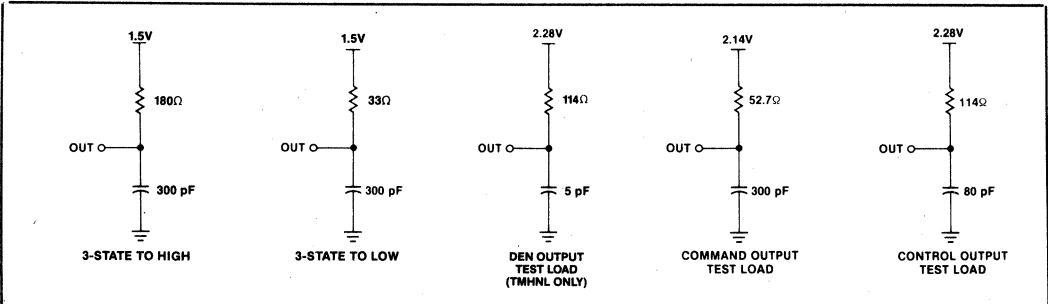 1.5V
180Ω
OUT
300 pF
3-STATE TO HIGH
1.5V
33Ω
OUT
300 pF
3-STATE TO LOW
2.28V
114Ω
OUT
5 pF
DEN OUTPUT
TEST LOAD
(TMHNL ONLY)
2.14V
52.7Ω
OUT
300 pF
COMMAND OUTPUT
TEST LOAD
2.28V
114Ω
OUT
80 pF
CONTROL OUTPUT
TEST LOAD